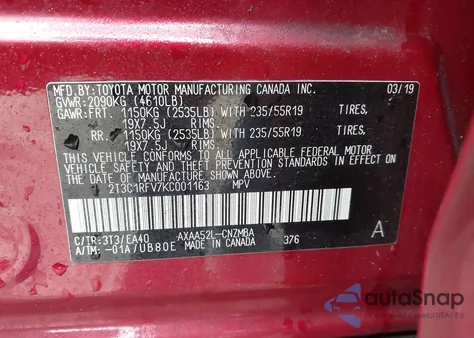 MFD.BY:TOYOTA MOTOR MANUFACTURING CANADA INC. 03/19
GVWR:2090KG (4610LB)
GAWR:FRT. 1150KG (2535LB)WITH 235/55R19 TIRES,
19X7.5J RIMS,
RR. 1150KG (2535LB)WITH 235/55R19 TIRES,
19X7.5J RIMS,
THIS VEHICLE CONFORMS TO ALL APPLICABLE FEDERAL MOTOR
VEHICLE SAFETY AND THEFT PREVENTION STANDARDS IN EFFECT ON
THE DATE OF MANUFACTURE SHOWN ABOVE.
2T3C1RFV7KC001163 MPV
C/TR:3T3/EA40 AXAA52L-CNZMBA A
A/TM:-01A/UB80E MADE IN CANADA 376
autoSnap